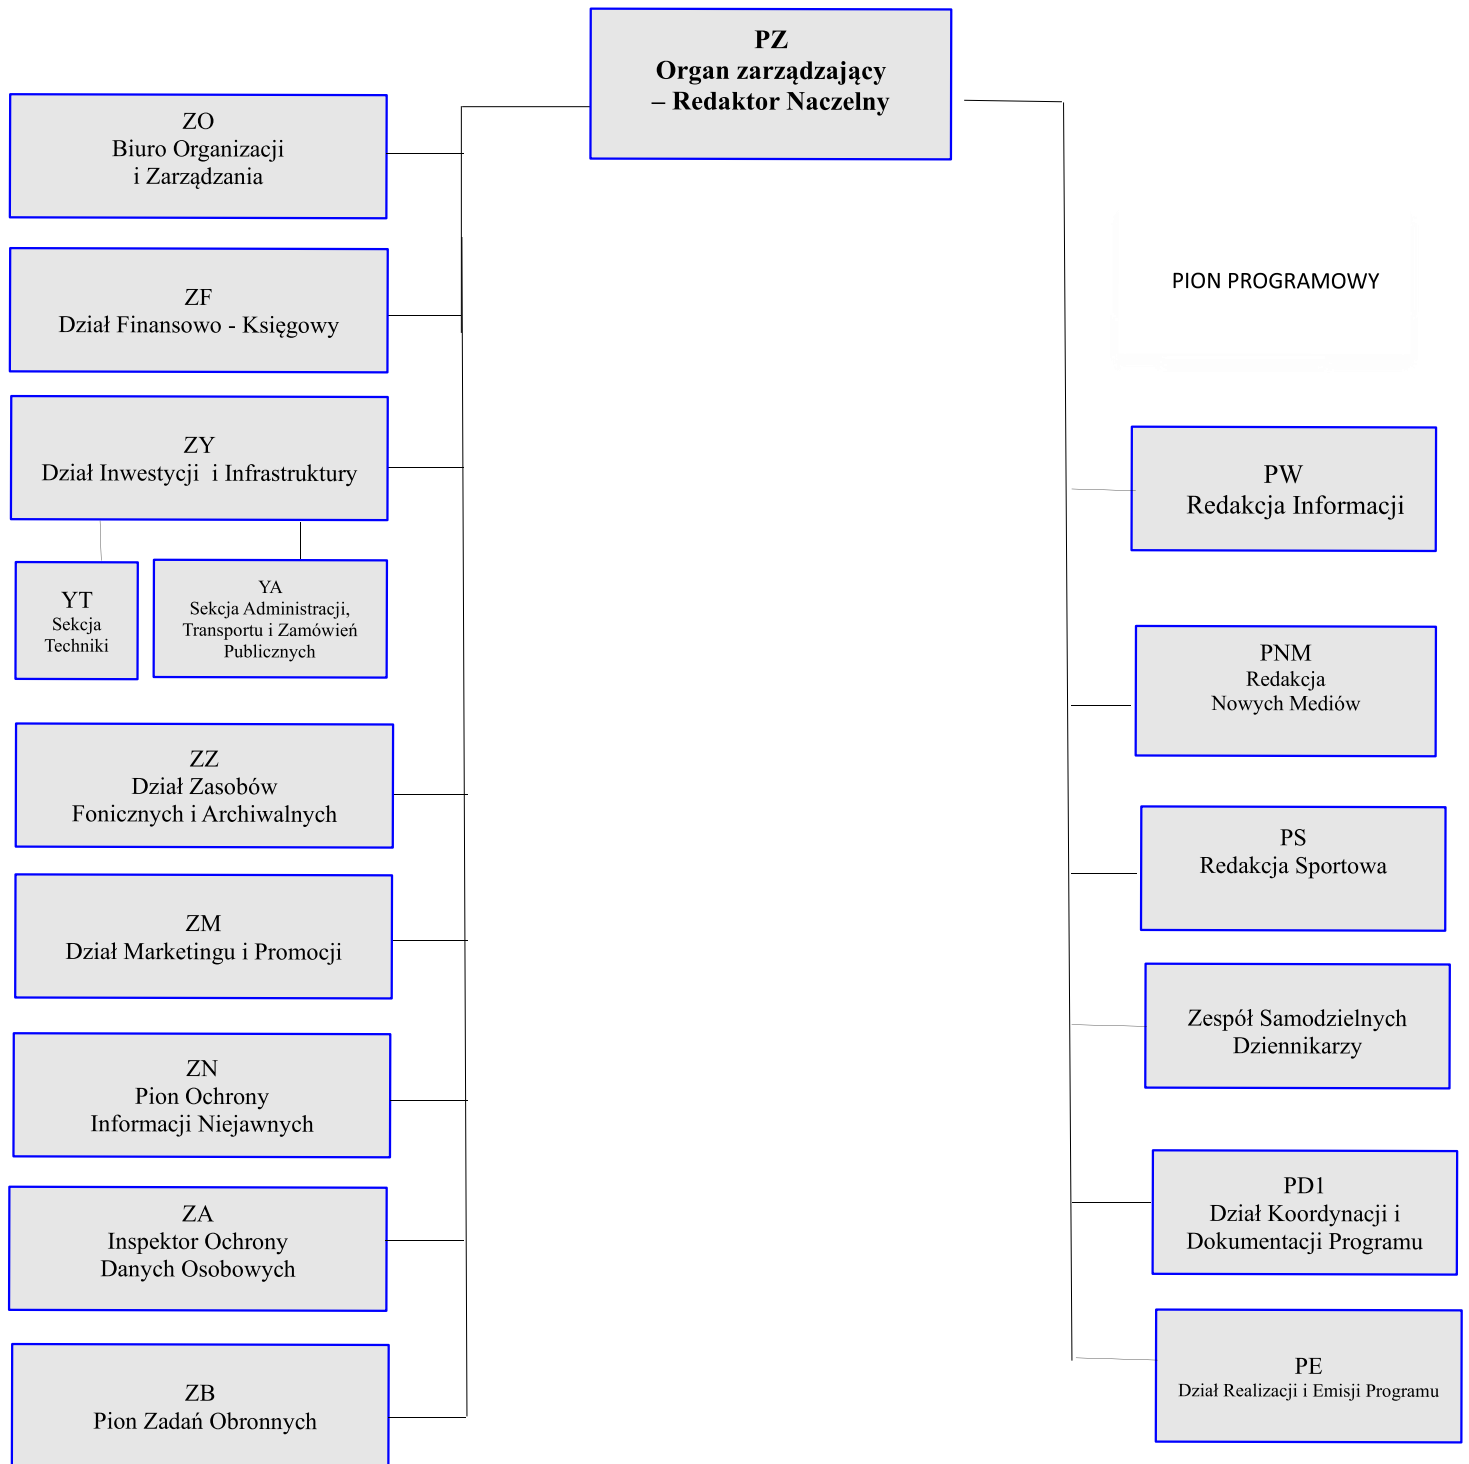 PZ
Organ zarządzający
– Redaktor Naczelny
ZO
Biuro Organizacji
i Zarządzania
ZF
Dział Finansowo - Księgowy
ZY
Dział Inwestycji  i Infrastruktury
YT
Sekcja
Techniki
YA
Sekcja Administracji,
Transportu i Zamówień
Publicznych
ZZ
Dział Zasobów
Fonicznych i Archiwalnych
ZM
Dział Marketingu i Promocji
ZN
Pion Ochrony
Informacji Niejawnych
ZA
Inspektor Ochrony
Danych Osobowych
ZB
Pion Zadań Obronnych
PION PROGRAMOWY
PW
Redakcja Informacji
PNM
Redakcja
Nowych Mediów
PS
Redakcja Sportowa
Zespół Samodzielnych
Dziennikarzy
PD1
Dział Koordynacji i
Dokumentacji Programu
PE
Dział Realizacji i Emisji Programu